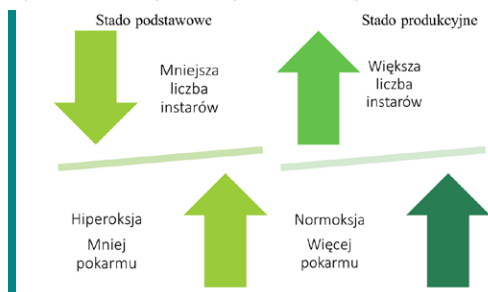 Stado podstawowe
Mniejsza
liczba
instarów
Hiperoksja
Mniej
pokarmu
Stado produkcyjne
Większa
liczba
instarów
Normoksja
Więcej
pokarmu